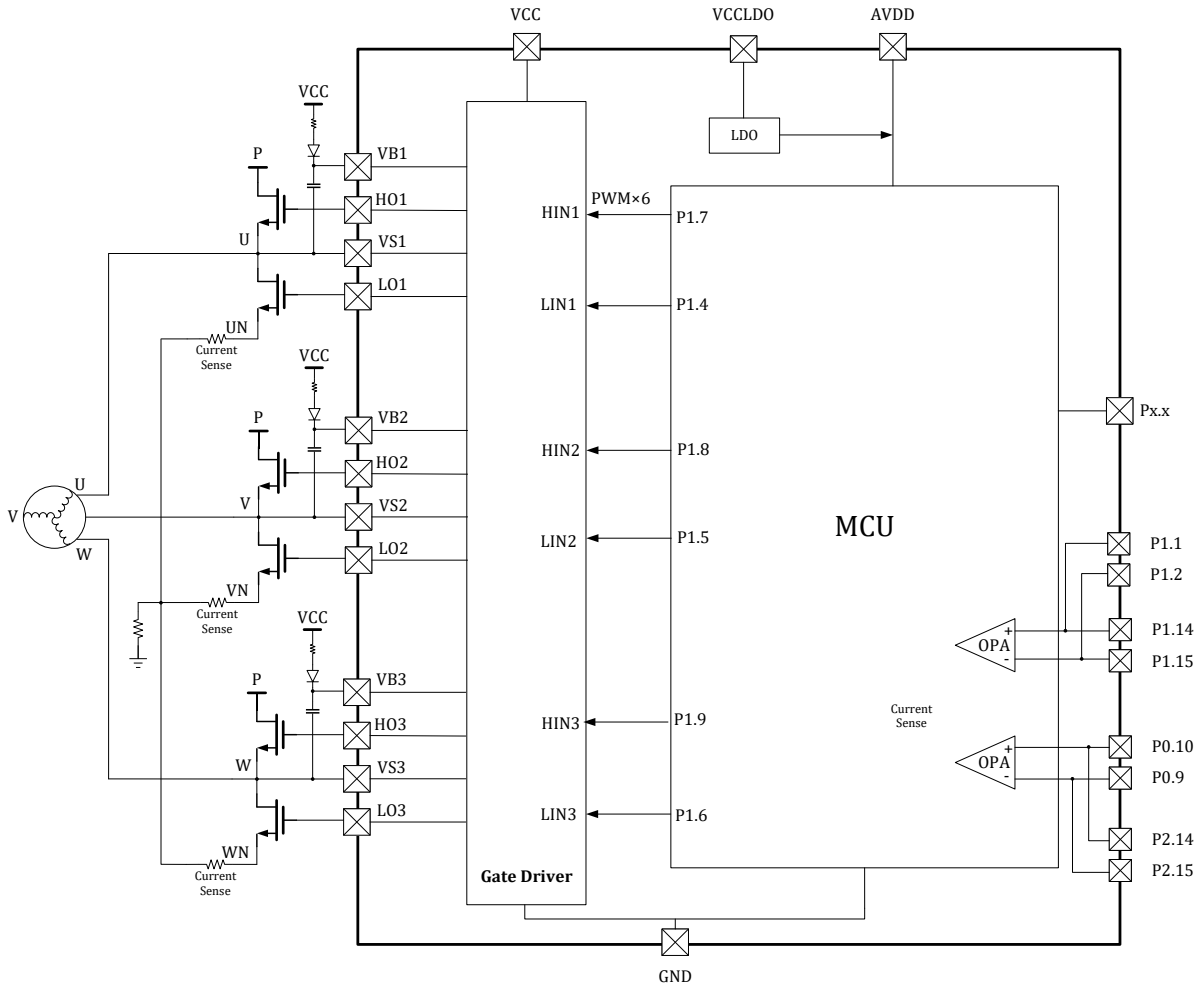 VCC
VCCLDO
AVDD
VCC
LDO
P
VB1
HO1
HIN1
PWM×6
P1.7
U
VS1
LO1
LIN1
P1.4
UN
Current
Sense
VCC
P
VB2
Px.x
HO2
HIN2
P1.8
U
V
V
VS2
MCU
W
LO2
LIN2
P1.5
P1.1
P1.2
VN
Current
Sense
VCC
+
OPA
-
P1.14
P1.15
P
VB3
HO3
HIN3
P1.9
Current
Sense
W
VS3
+
OPA
-
P0.10
P0.9
LO3
LIN3
P1.6
WN
Current
Sense
Gate Driver
P2.14
P2.15
GND